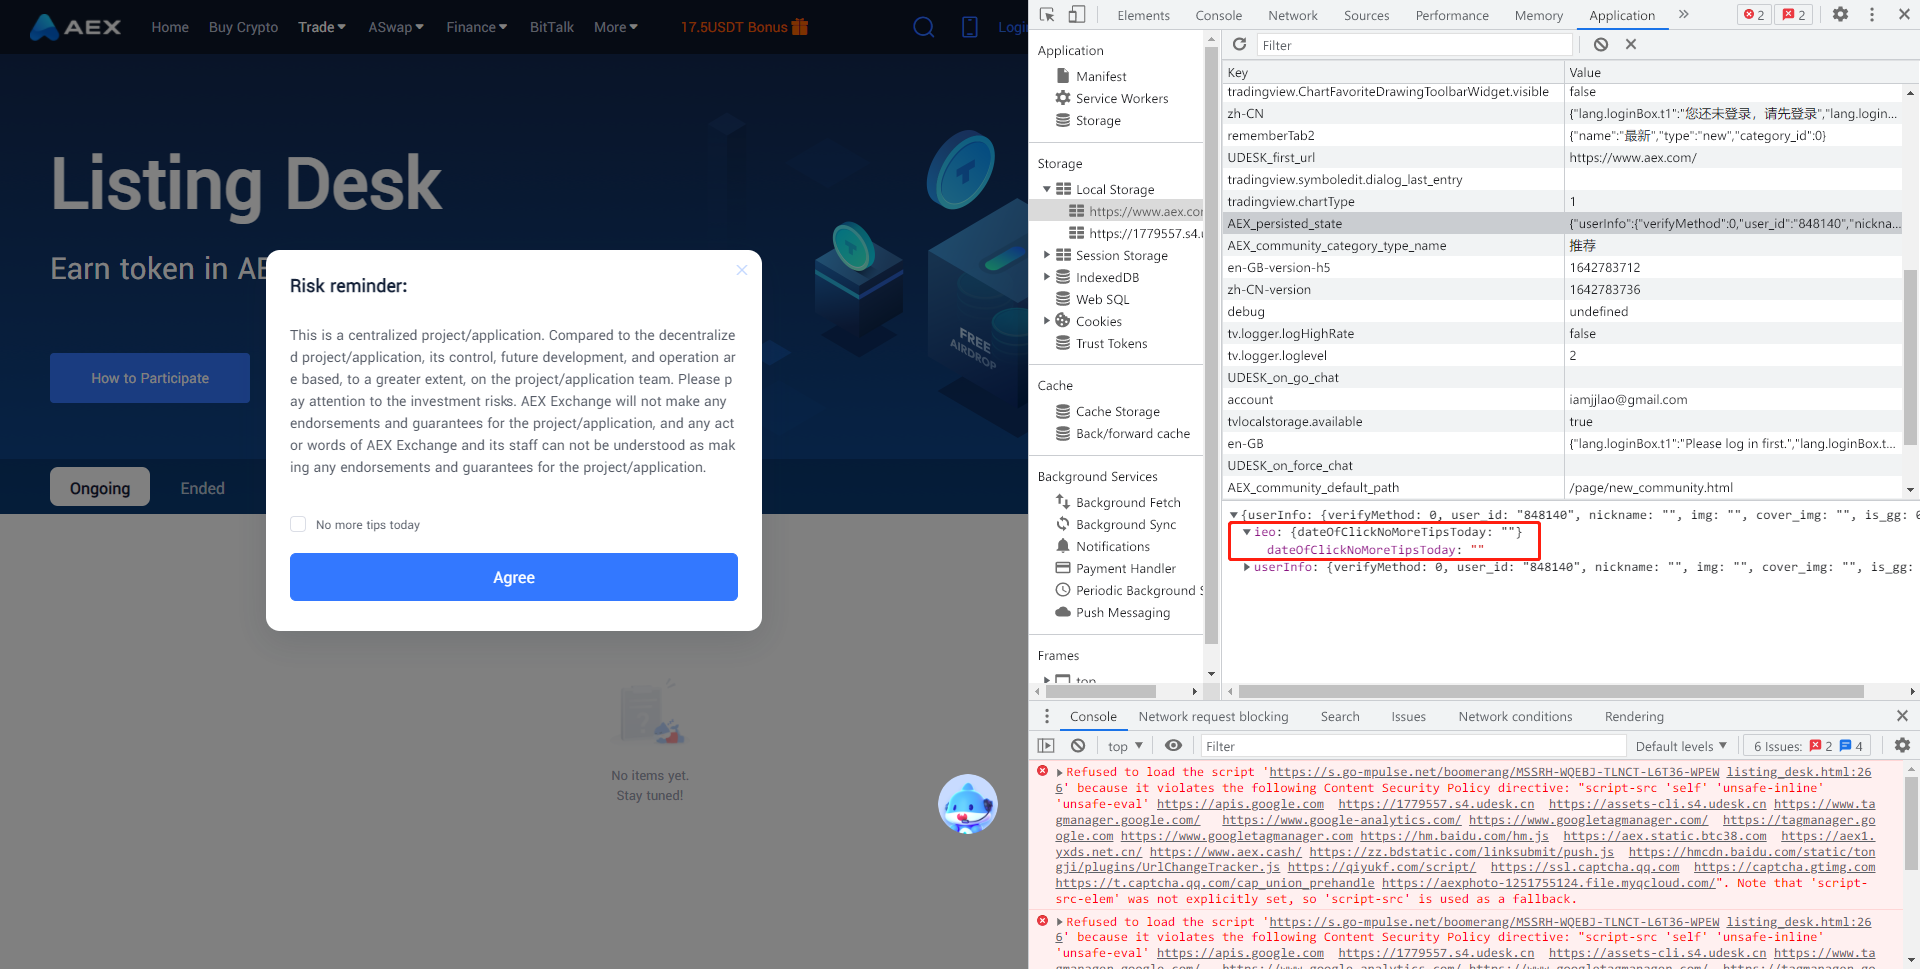 AEX
Home
Buy Crypto
Trade
ASwap
Finance
BitTalk
More
17.5USDT Bonus
Login
Listing Desk
Earn token in AE
How to Participate
FREE
AIRDROP
Ongoing
Ended
Risk reminder:
This is a centralized project/application. Compared to the decentralize
d project/application, its control, future development, and operation ar
e based, to a greater extent, on the project/application team. Please p
ay attention to the investment risks. AEX Exchange will not make any
endorsements and guarantees for the project/application, and any act
or words of AEX Exchange and its staff can not be understood as mak
ing any endorsements and guarantees for the project/application.
No more tips today
Agree
No items yet.
Stay tuned!
Elements
Console
Network
Sources
Performance
Memory
Application
2
2
Application
Manifest
Service Workers
Storage
Storage
Local Storage
https://www.aex.co
https://1779557.s4.u
Session Storage
IndexedDB
Web SQL
Cookies
Trust Tokens
Cache
Cache Storage
Back/forward cache
Background Services
Background Fetch
Background Sync
Notifications
Payment Handler
Periodic Background S
Push Messaging
Frames
top
Filter
Key Value
tradingview.ChartFavoriteDrawingToolbarWidget.visible false
zh-CN {"lang.loginBox.t1":"您还未登录，请先登录","lang.login...
rememberTab2 {"name":"最新","type":"new","category_id":0}
UDESK_first_url https://www.aex.com/
tradingview.symboledit.dialog_last_entry
tradingview.chartType 1
AEX_persisted_state {"userInfo":{"verifyMethod":0,"user_id":"848140","nickna...
AEX_community_category_type_name 推荐
en-GB-version-h5 1642783712
zh-CN-version 1642783736
debug undefined
tv.logger.logHighRate false
tv.logger.loglevel 2
UDESK_on_go_chat
account iamjjlao@gmail.com
tvlocalstorage.available true
en-GB {"lang.loginBox.t1":"Please log in first.","lang.loginBox.t...
UDESK_on_force_chat
AEX_community_default_path /page/new_community.html
{userInfo: {verifyMethod: 0, user_id: "848140", nickname: "", img: "", cover_img: "", is_gg: 0
ieo: {dateOfClickNoMoreTipsToday: ""}
dateOfClickNoMoreTipsToday: ""
userInfo: {verifyMethod: 0, user_id: "848140", nickname: "", img: "", cover_img: "", is_gg:
Console
Network request blocking
Search
Issues
Network conditions
Rendering
top
Filter
Default levels
6 Issues: 2 4
Refused to load the script 'https://s.go-mpulse.net/boomerang/MSSRH-WQEBJ-TLNCT-L6T36-WPEW listing_desk.html:26
6' because it violates the following Content Security Policy directive: "script-src 'self' 'unsafe-inline'
'unsafe-eval' https://apis.google.com https://1779557.s4.udesk.cn https://assets-cli.s4.udesk.cn https://www.ta
gmanager.google.com/ https://www.google-analytics.com/ https://www.googletagmanager.com/ https://tagmanager.go
ogle.com https://www.googletagmanager.com https://hm.baidu.com/hm.js https://aex.static.btc38.com https://aex1.
yxds.net.cn/ https://www.aex.cash/ https://zz.bdstatic.com/linksubmit/push.js https://hmcdn.baidu.com/static/ton
gji/plugins/UrlChangeTracker.js https://qiyukf.com/script/ https://ssl.captcha.qq.com https://captcha.gtimg.com
https://t.captcha.qq.com/cap_union_prehandle https://aexphoto-1251755124.file.myqcloud.com/". Note that 'script-
src-elem' was not explicitly set, so 'script-src' is used as a fallback.
Refused to load the script 'https://s.go-mpulse.net/boomerang/MSSRH-WQEBJ-TLNCT-L6T36-WPEW listing_desk.html:26
6' because it violates the following Content Security Policy directive: "script-src 'self' 'unsafe-inline'
'unsafe-eval' https://apis.google.com https://1779557.s4.udesk.cn https://assets-cli.s4.udesk.cn https://www.ta